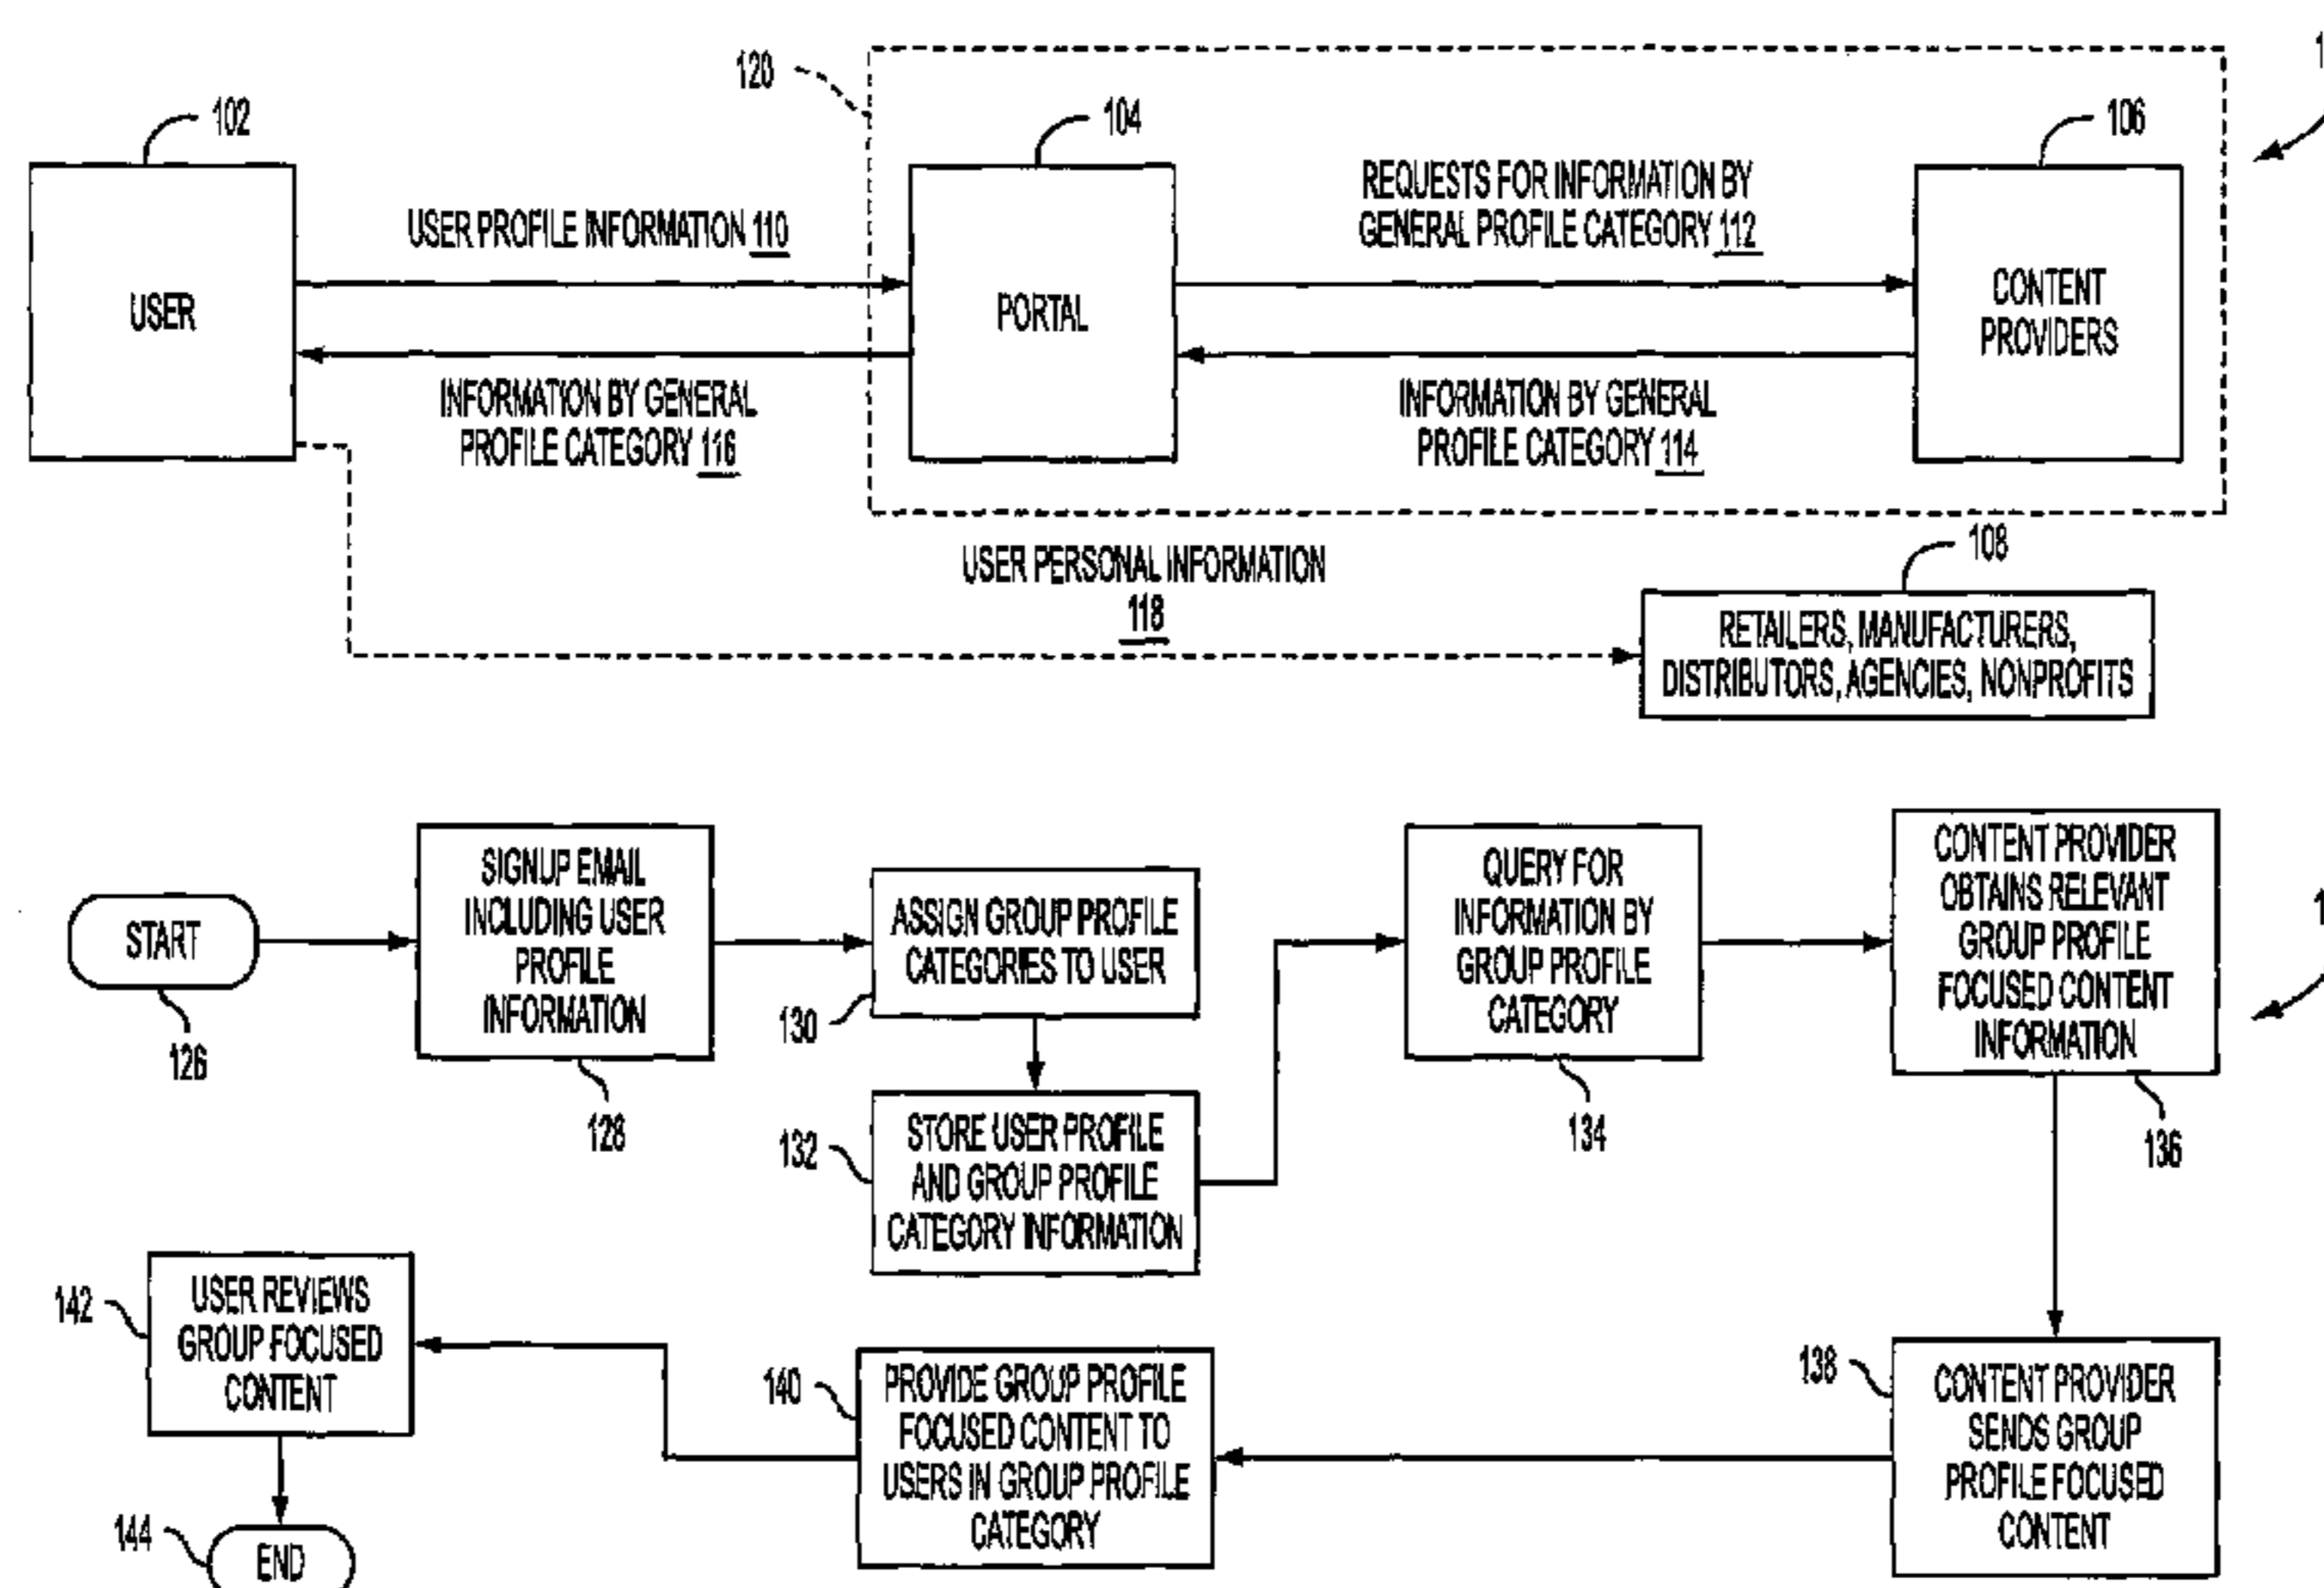 120
102
104
106
USER
USER PROFILE INFORMATION 110
INFORMATION BY GENERAL
PROFILE CATEGORY 116
PORTAL
REQUESTS FOR INFORMATION BY
GENERAL PROFILE CATEGORY 112
INFORMATION BY GENERAL
PROFILE CATEGORY 114
CONTENT
PROVIDERS
USER PERSONAL INFORMATION
118
108
RETAILERS, MANUFACTURERS,
DISTRIBUTORS, AGENCIES, NONPROFITS
START
126
SIGNUP EMAIL
INCLUDING USER
PROFILE
INFORMATION
128
ASSIGN GROUP PROFILE
CATEGORIES TO USER
130
STORE USER PROFILE
AND GROUP PROFILE
CATEGORY INFORMATION
132
QUERY FOR
INFORMATION BY
GROUP PROFILE
CATEGORY
134
CONTENT PROVIDER
OBTAINS RELEVANT
GROUP PROFILE
FOCUSED CONTENT
INFORMATION
136
138
CONTENT PROVIDER
SENDS GROUP
PROFILE FOCUSED
CONTENT
140
PROVIDE GROUP PROFILE
FOCUSED CONTENT TO
USERS IN GROUP PROFILE
CATEGORY
142
USER REVIEWS
GROUP FOCUSED
CONTENT
144
END